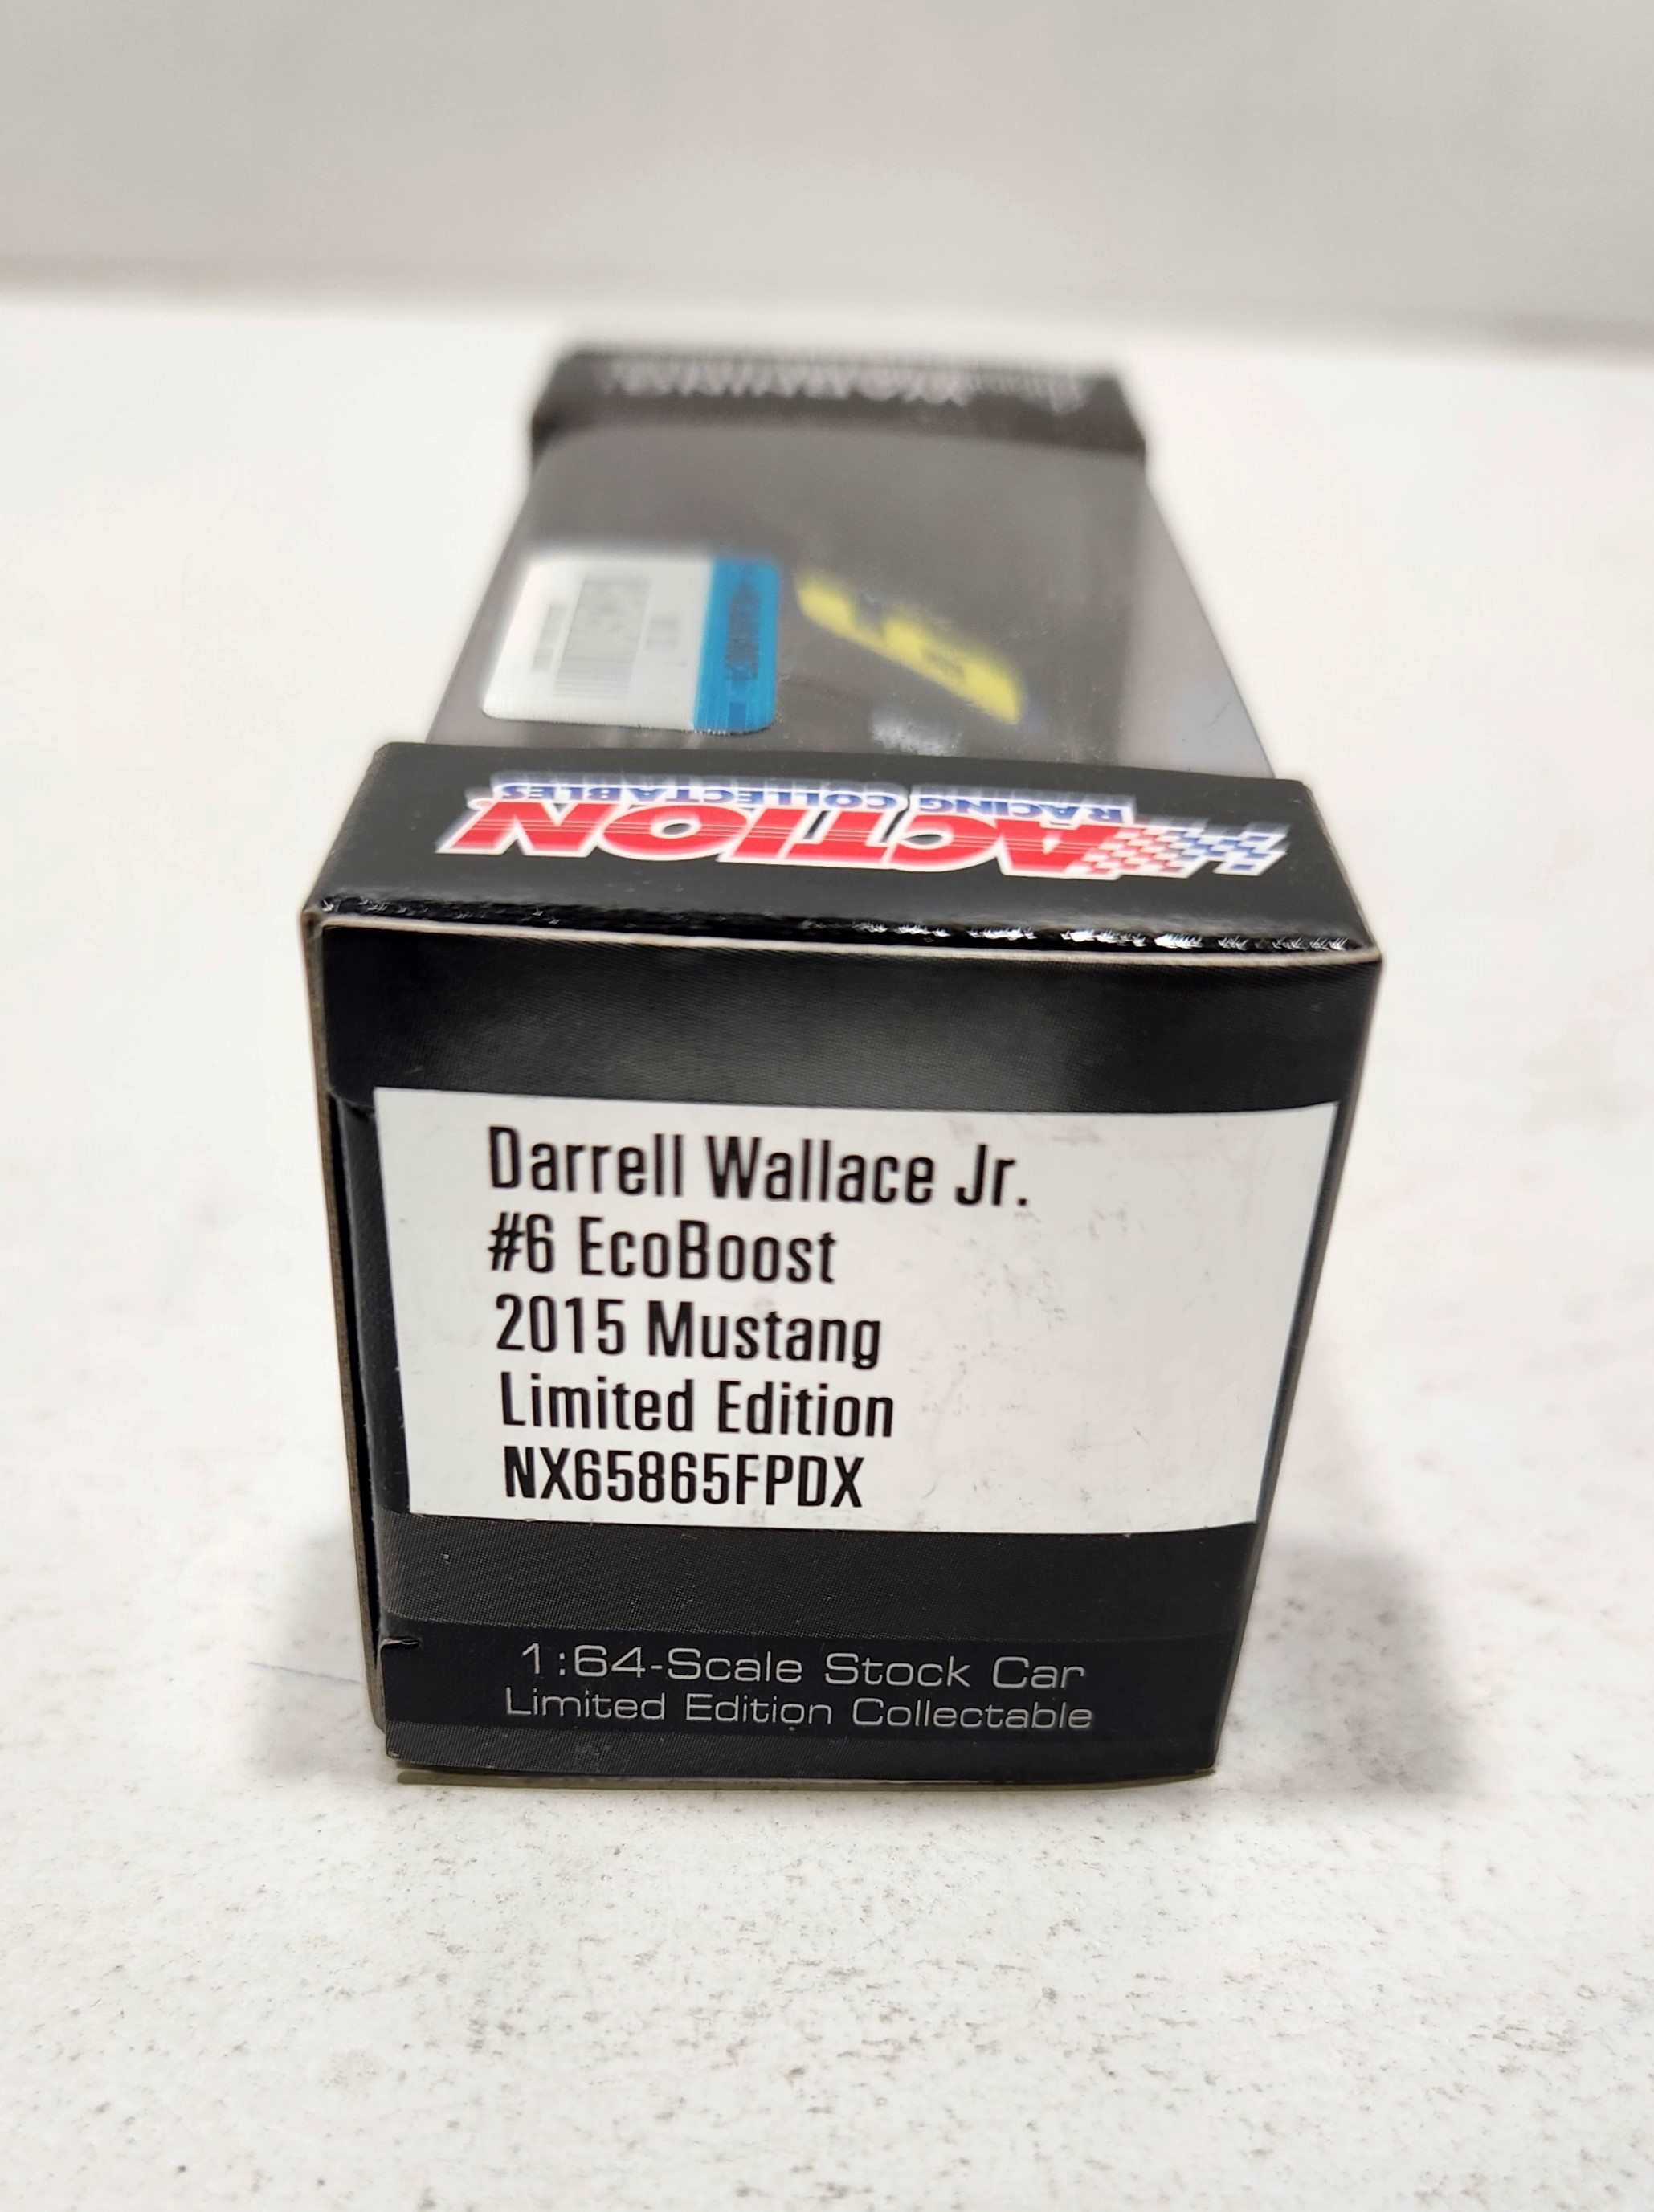 WARNING:
ACTION
RACING COLLECTABLES
Darrell Wallace Jr.
#6 EcoBoost
2015 Mustang
Limited Edition
NX65865FPDX
1:64-Scale Stock Car
Limited Edition Collectable